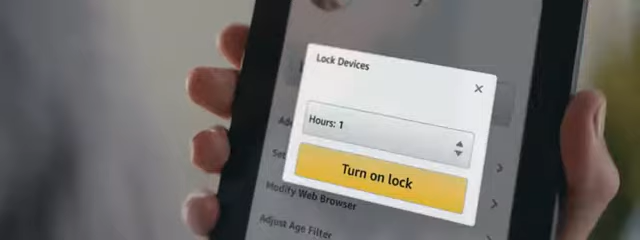 Lock Devices
Hours: 1
Turn on lock
Modify Web Browser
Adjust Age Filter